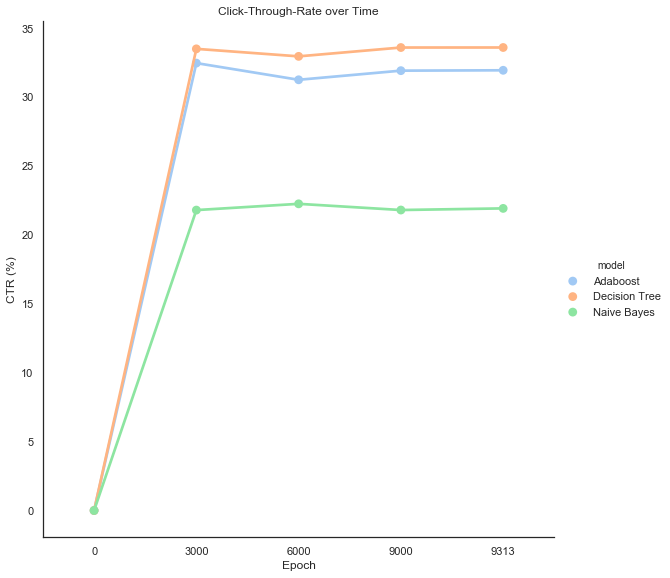 Click-Through-Rate over Time
35
30
25
20
15
10
5
0
CTR (%)
0 3000 6000 9000 9313
Epoch
model
Adaboost
Decision Tree
Naive Bayes